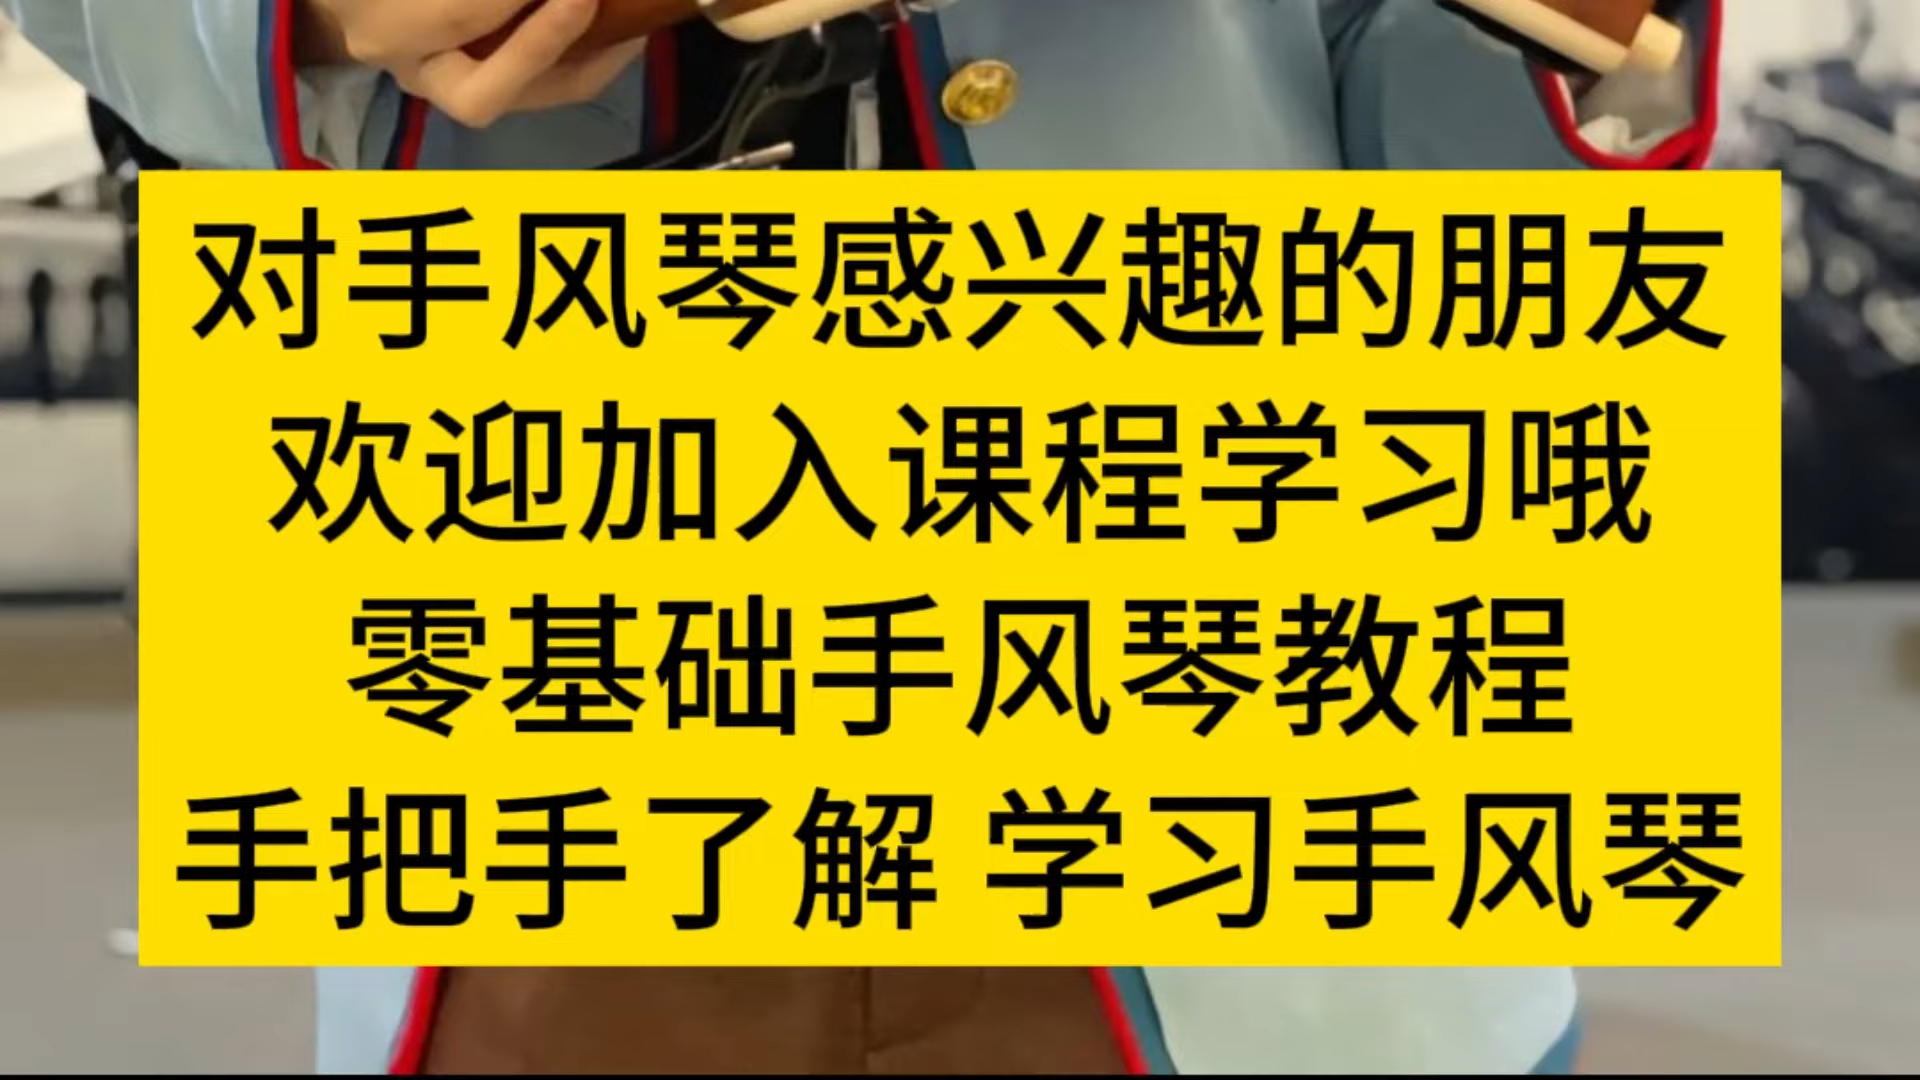 对手风琴感兴趣的朋友
欢迎加入课程学习哦
零基础手风琴教程
手把手了解 学习手风琴